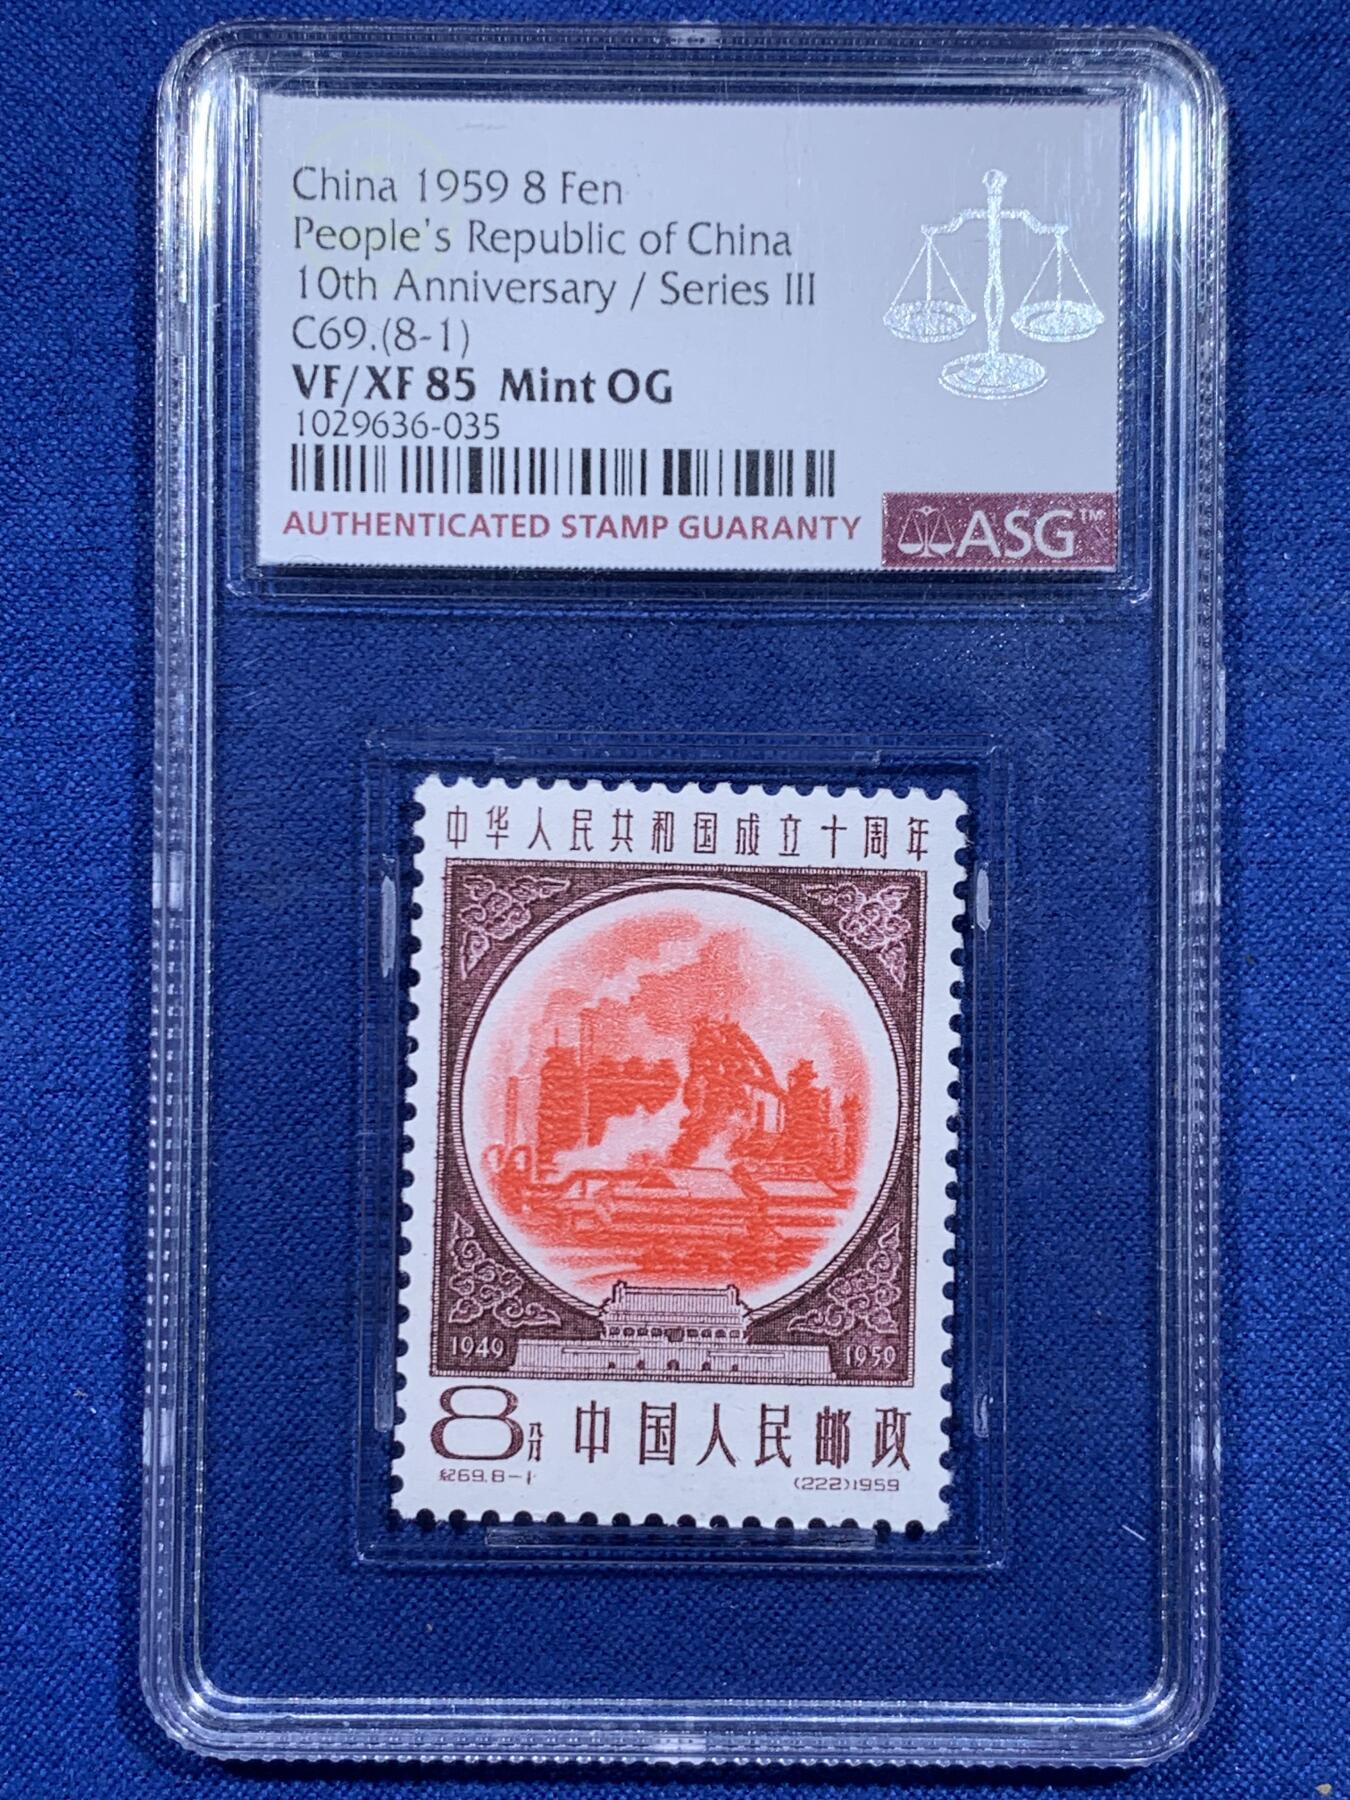 China 1959 8 Fen
People's Republic of China
10th Anniversary / Series III
C69.(8-1)
VF/XF 85 Mint OG
1029636-035
AUTHENTICATED STAMP GUARANTY
ASG™
中华人民共和国成立十周年
1949
1959
8分 中国人民邮政
紀69.8-1
(222)1959